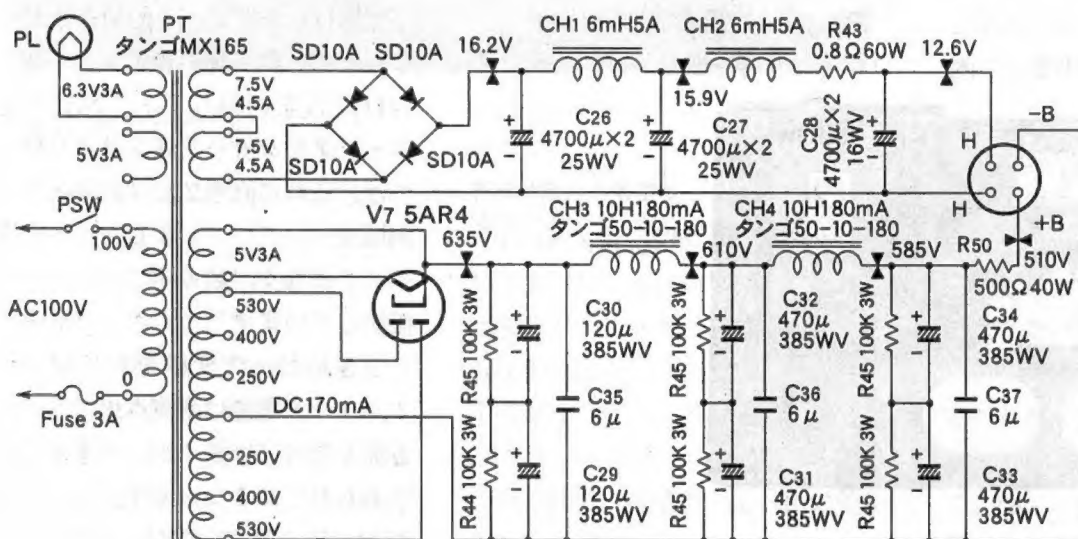 PL
PT
タンゴMX165
6.3V3A
5V3A
7.5V
4.5A
7.5V
4.5A
SD10A
SD10A
SD10A
SD10A
16.2V
CH1 6mH5A
CH2 6mH5A
R43
0.8Ω60W
12.6V
15.9V
C26
4700μ×2
25WV
C27
4700μ×2
25WV
C28
4700μ×2
16WV
+
−
+
−
+
−
H
H
−B
+B
PSW
100V
AC100V
0
Fuse 3A
5V3A
530V
400V
250V
DC170mA
250V
400V
530V
V7 5AR4
635V
CH3 10H180mA
タンゴ50-10-180
610V
CH4 10H180mA
タンゴ50-10-180
585V
R50
500Ω40W
510V
R45 100K 3W
R44 100K 3W
+
−
+
−
C30
120μ
385WV
C35
6μ
C29
120μ
385WV
R45 100K 3W
R45 100K 3W
+
−
+
−
C32
470μ
385WV
C36
6μ
C31
470μ
385WV
R45 100K 3W
R45 100K 3W
+
−
+
−
C34
470μ
385WV
C37
6μ
C33
470μ
385WV